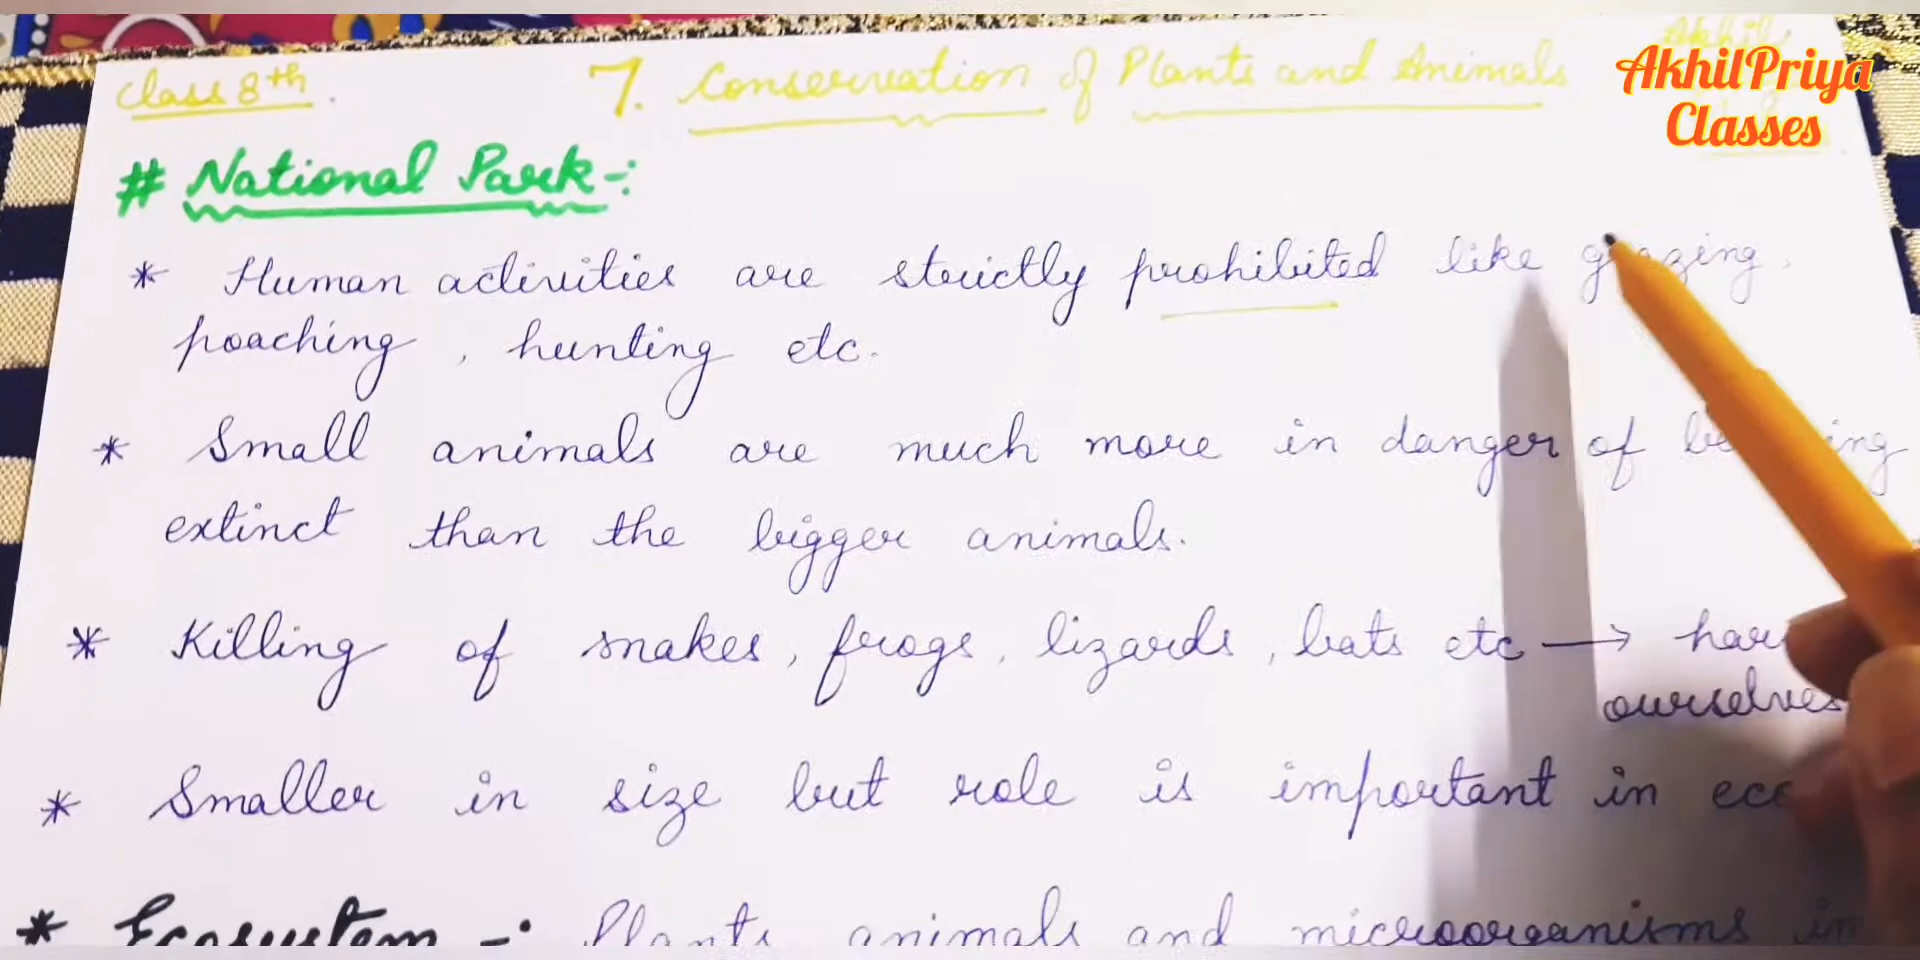 Class 8th. 7. Conservation of Plants and Animals
AkhilPriya
Classes
# National Park-:
* Human activities are strictly prohibited like grazing,
poaching, hunting etc.
* Small animals are much more in danger of
extinct than the bigger animals.
* Killing of snakes, frogs, lizards, bats etc →
ourselves
* Smaller in size but role is important in
* Ecosystem -: Plants animals and microorganisms in